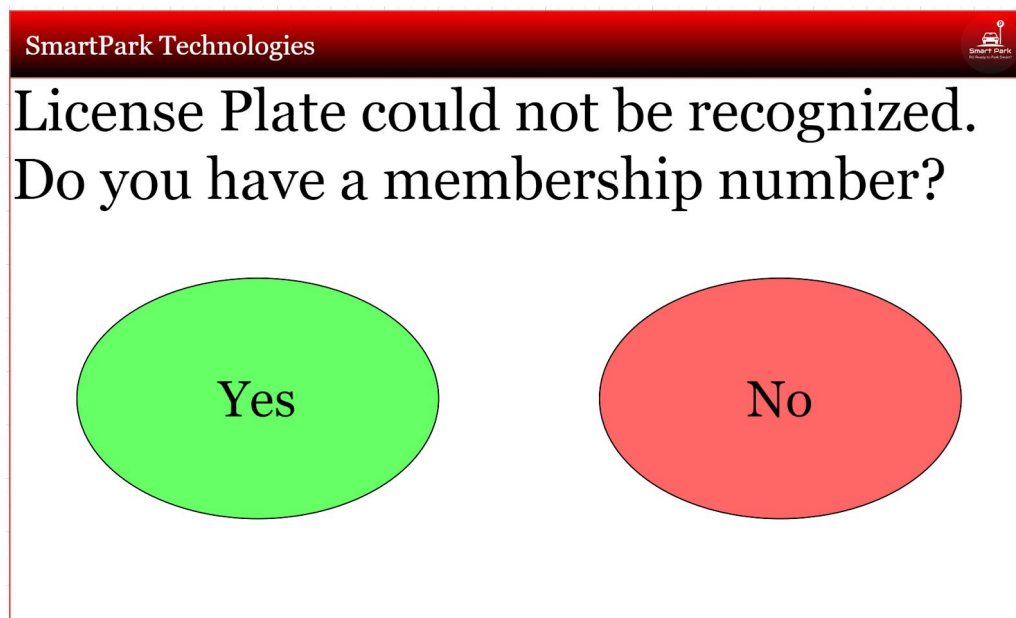 SmartPark Technologies
Smart Park
License Plate could not be recognized.
Do you have a membership number?
Yes
No